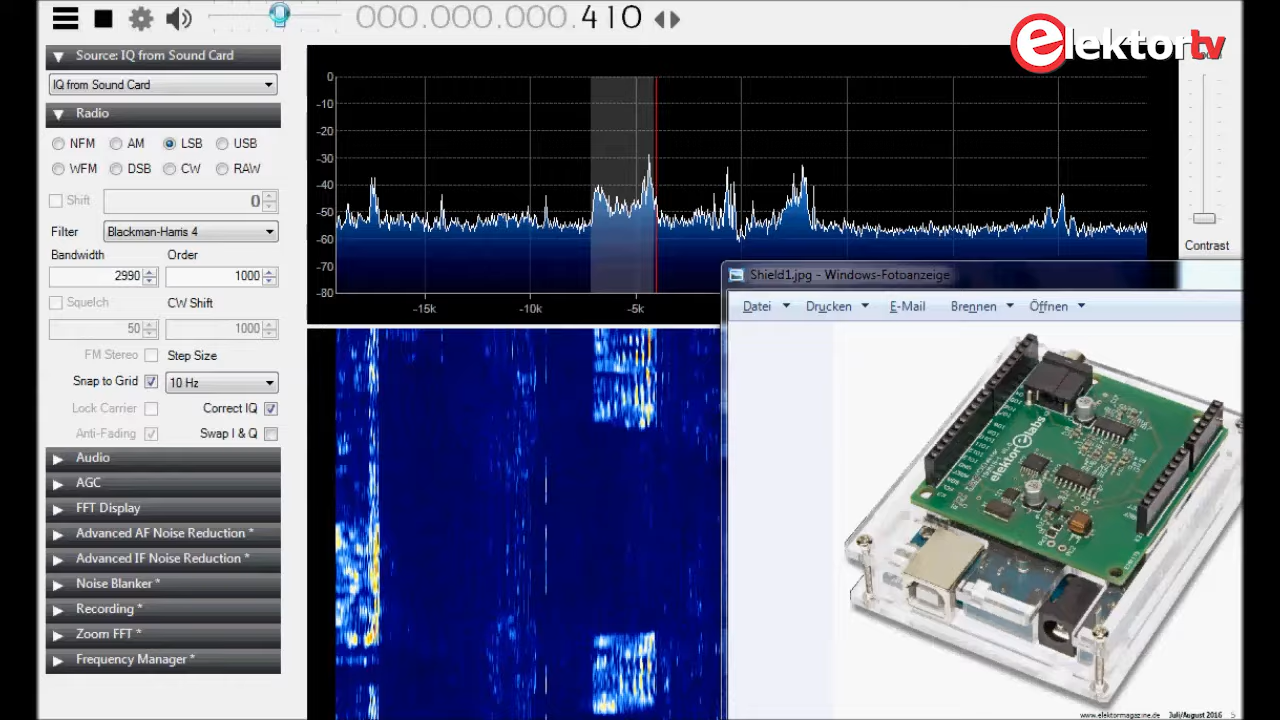 000.000.000.410
elektortv
Source: IQ from Sound Card
IQ from Sound Card
Radio
NFM AM LSB USB
WFM DSB CW RAW
Shift 0
Filter Blackman-Harris 4
Bandwidth Order
2990 1000
Squelch CW Shift
50 1000
FM Stereo Step Size
Snap to Grid 10 Hz
Lock Carrier Correct IQ
Anti-Fading Swap I & Q
Audio
AGC
FFT Display
Advanced AF Noise Reduction *
Advanced IF Noise Reduction *
Noise Blanker *
Recording *
Zoom FFT *
Frequency Manager *
0
-10
-20
-30
-40
-50
-60
-70
-80
-15k -10k -5k
Contrast
Shield1.jpg - Windows-Fotoanzeige
Datei Drucken E-Mail Brennen Öffnen
elektor labs
www.elektormagazine.de Juli/August 2016 5